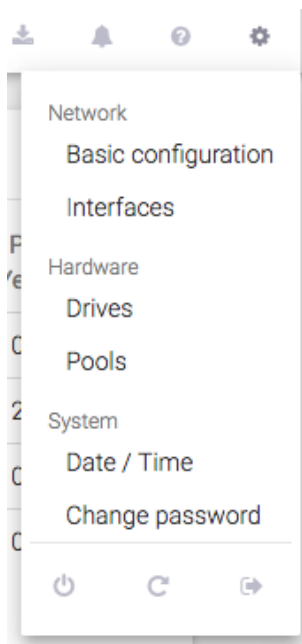 Network
Basic configuration
Interfaces
Hardware
Drives
Pools
System
Date / Time
Change password